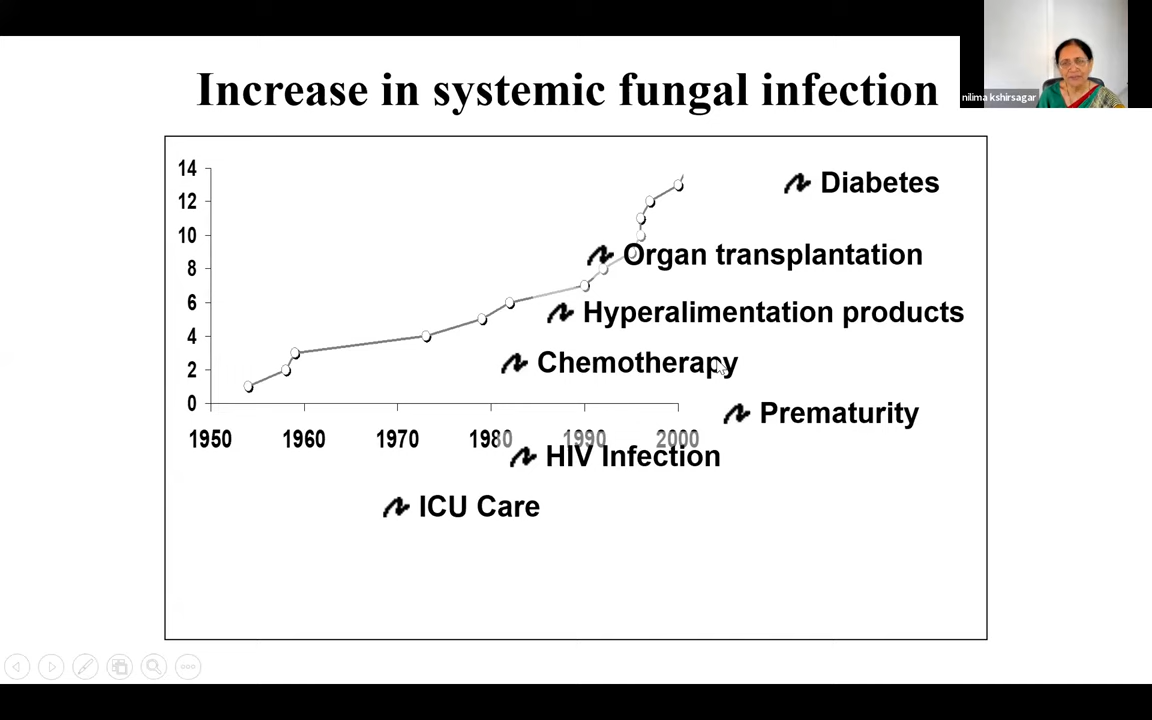 Increase in systemic fungal infection
nilima kshirsagar
14
12
10
8
6
4
2
0
1950 1960 1970 1980 1990 2000
Diabetes
Organ transplantation
Hyperalimentation products
Chemotherapy
Prematurity
HIV Infection
ICU Care